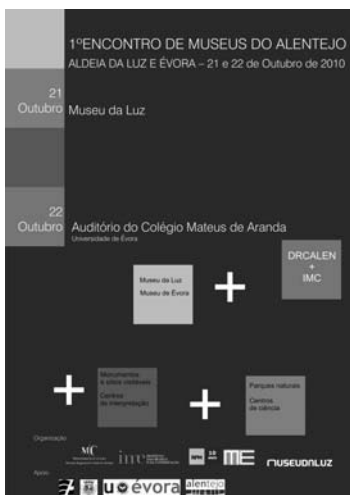 1ºENCONTRO DE MUSEUS DO ALENTEJO
ALDEIA DA LUZ E ÉVORA – 21 e 22 de Outubro de 2010
21
Outubro
Museu da Luz
22
Outubro
Auditório do Colégio Mateus de Aranda
Universidade de Évora
Museu da Luz
Museu de Évora
+
DRCALEN
+
IMC
+
Monumentos
e sítios visitáveis
Centros
de interpretação
+
Parques naturais
Centros
de ciência
Organização
MC
imc
ME
MUSEUDALUZ
Apoio
u évora
alentejo